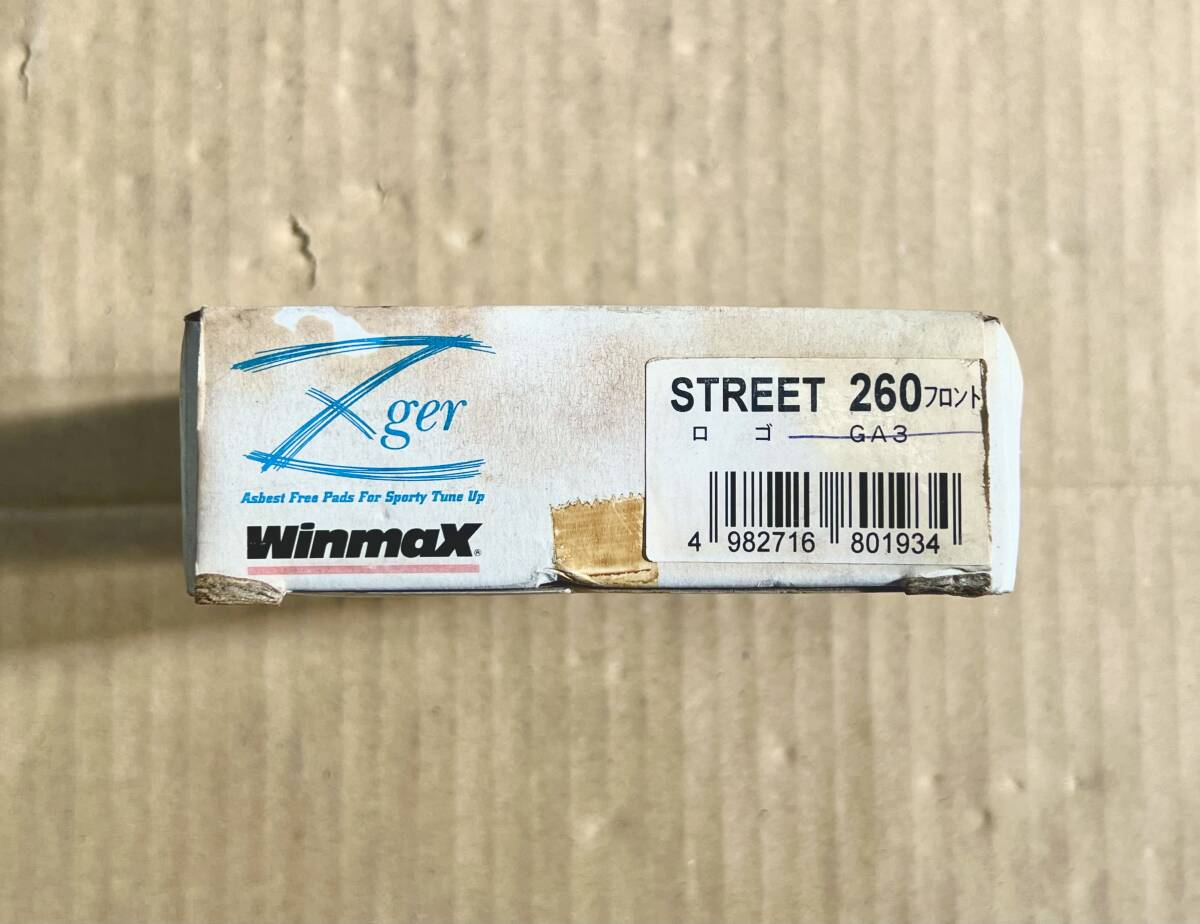 Zger
Asbest Free Pads For Sporty Tune Up
WinmaX®
STREET 260フロント
ロゴ GA3
4 982716 801934